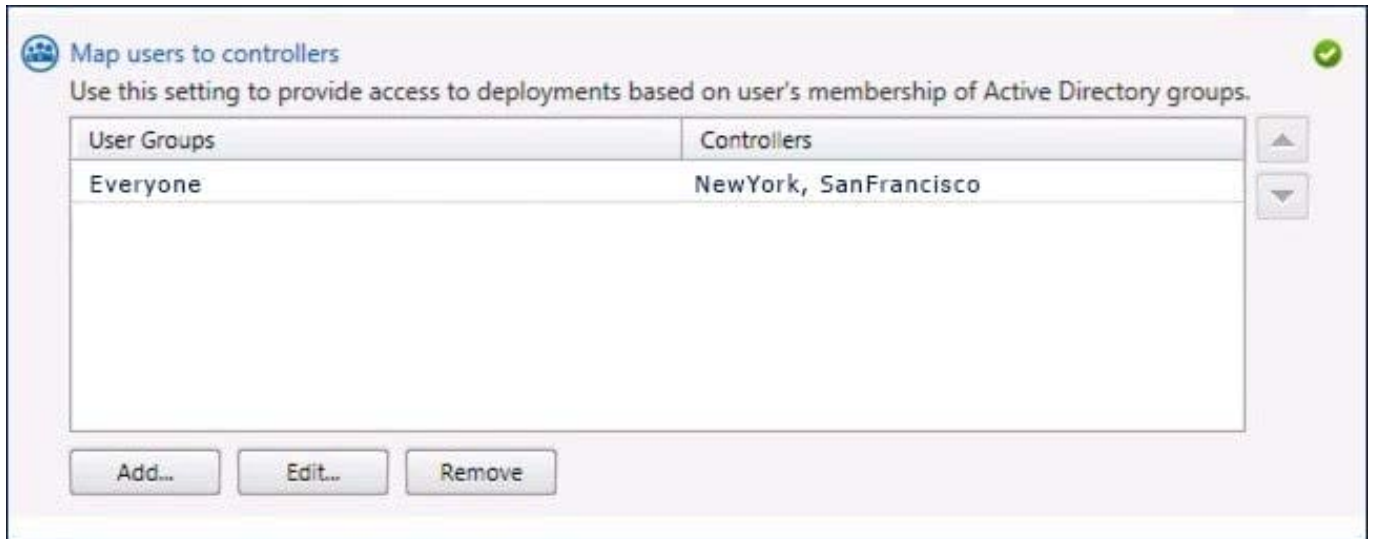 Map users to controllers
Use this setting to provide access to deployments based on user's membership of Active Directory groups.
User Groups Controllers
Everyone NewYork, SanFrancisco
Add... Edit... Remove